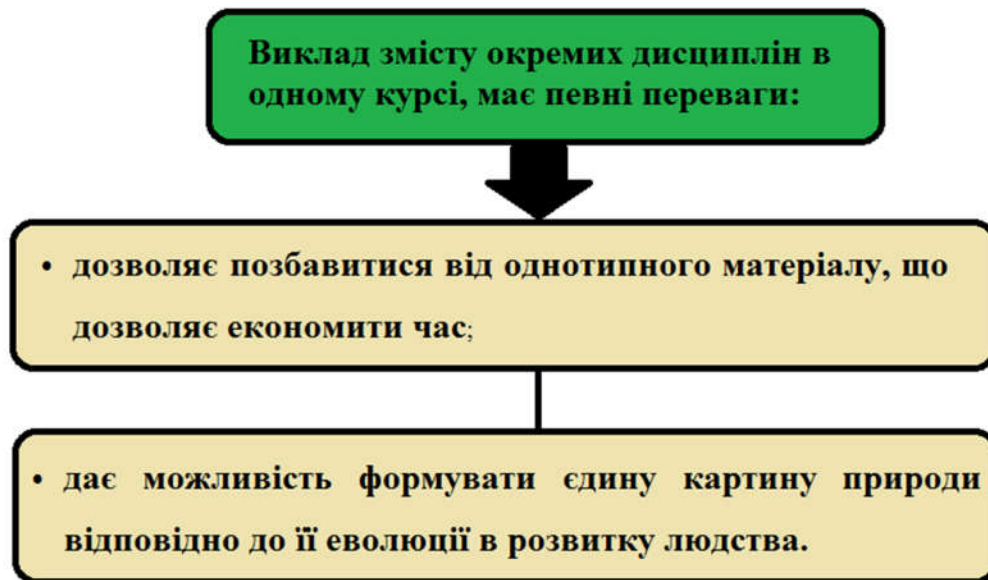 Виклад змісту окремих дисциплін в
одному курсі, має певні переваги:
• дозволяє позбавитися від однотипного матеріалу, що
дозволяє економити час;
• дає можливість формувати єдину картину природи
відповідно до її еволюції в розвитку людства.